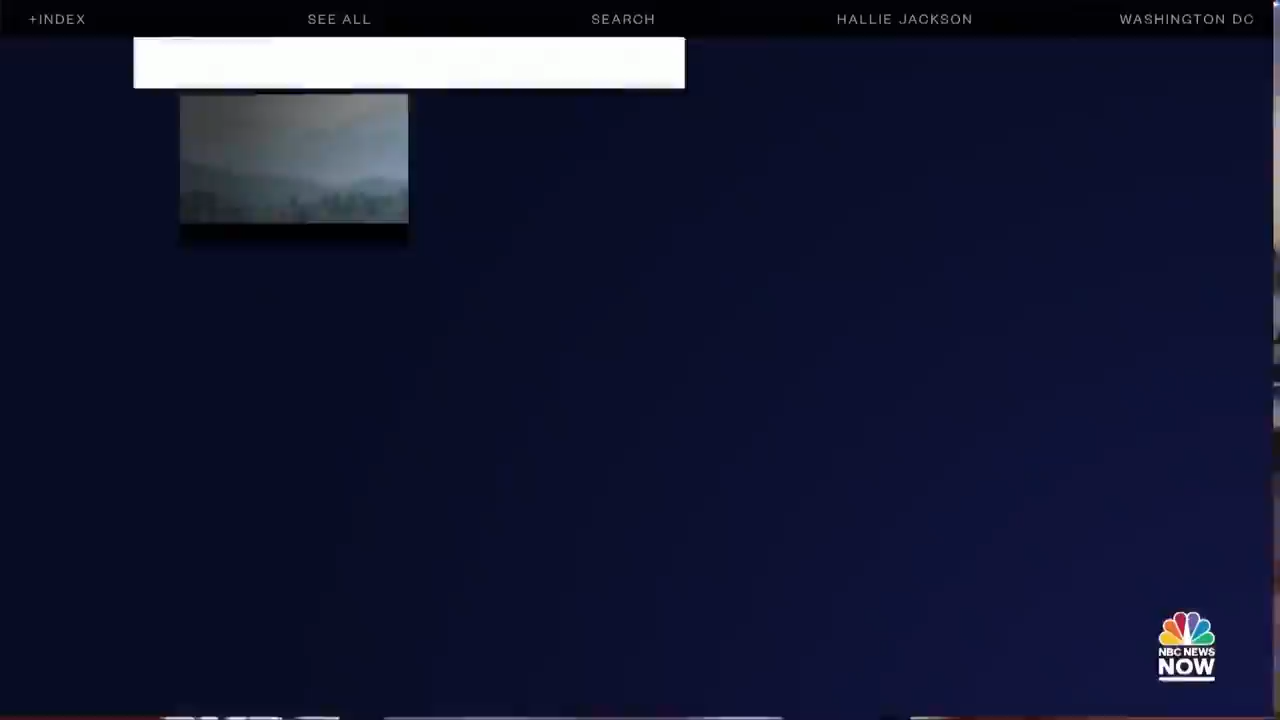 +INDEX
SEE ALL
SEARCH
HALLIE JACKSON
WASHINGTON DC
NBC NEWS
NOW